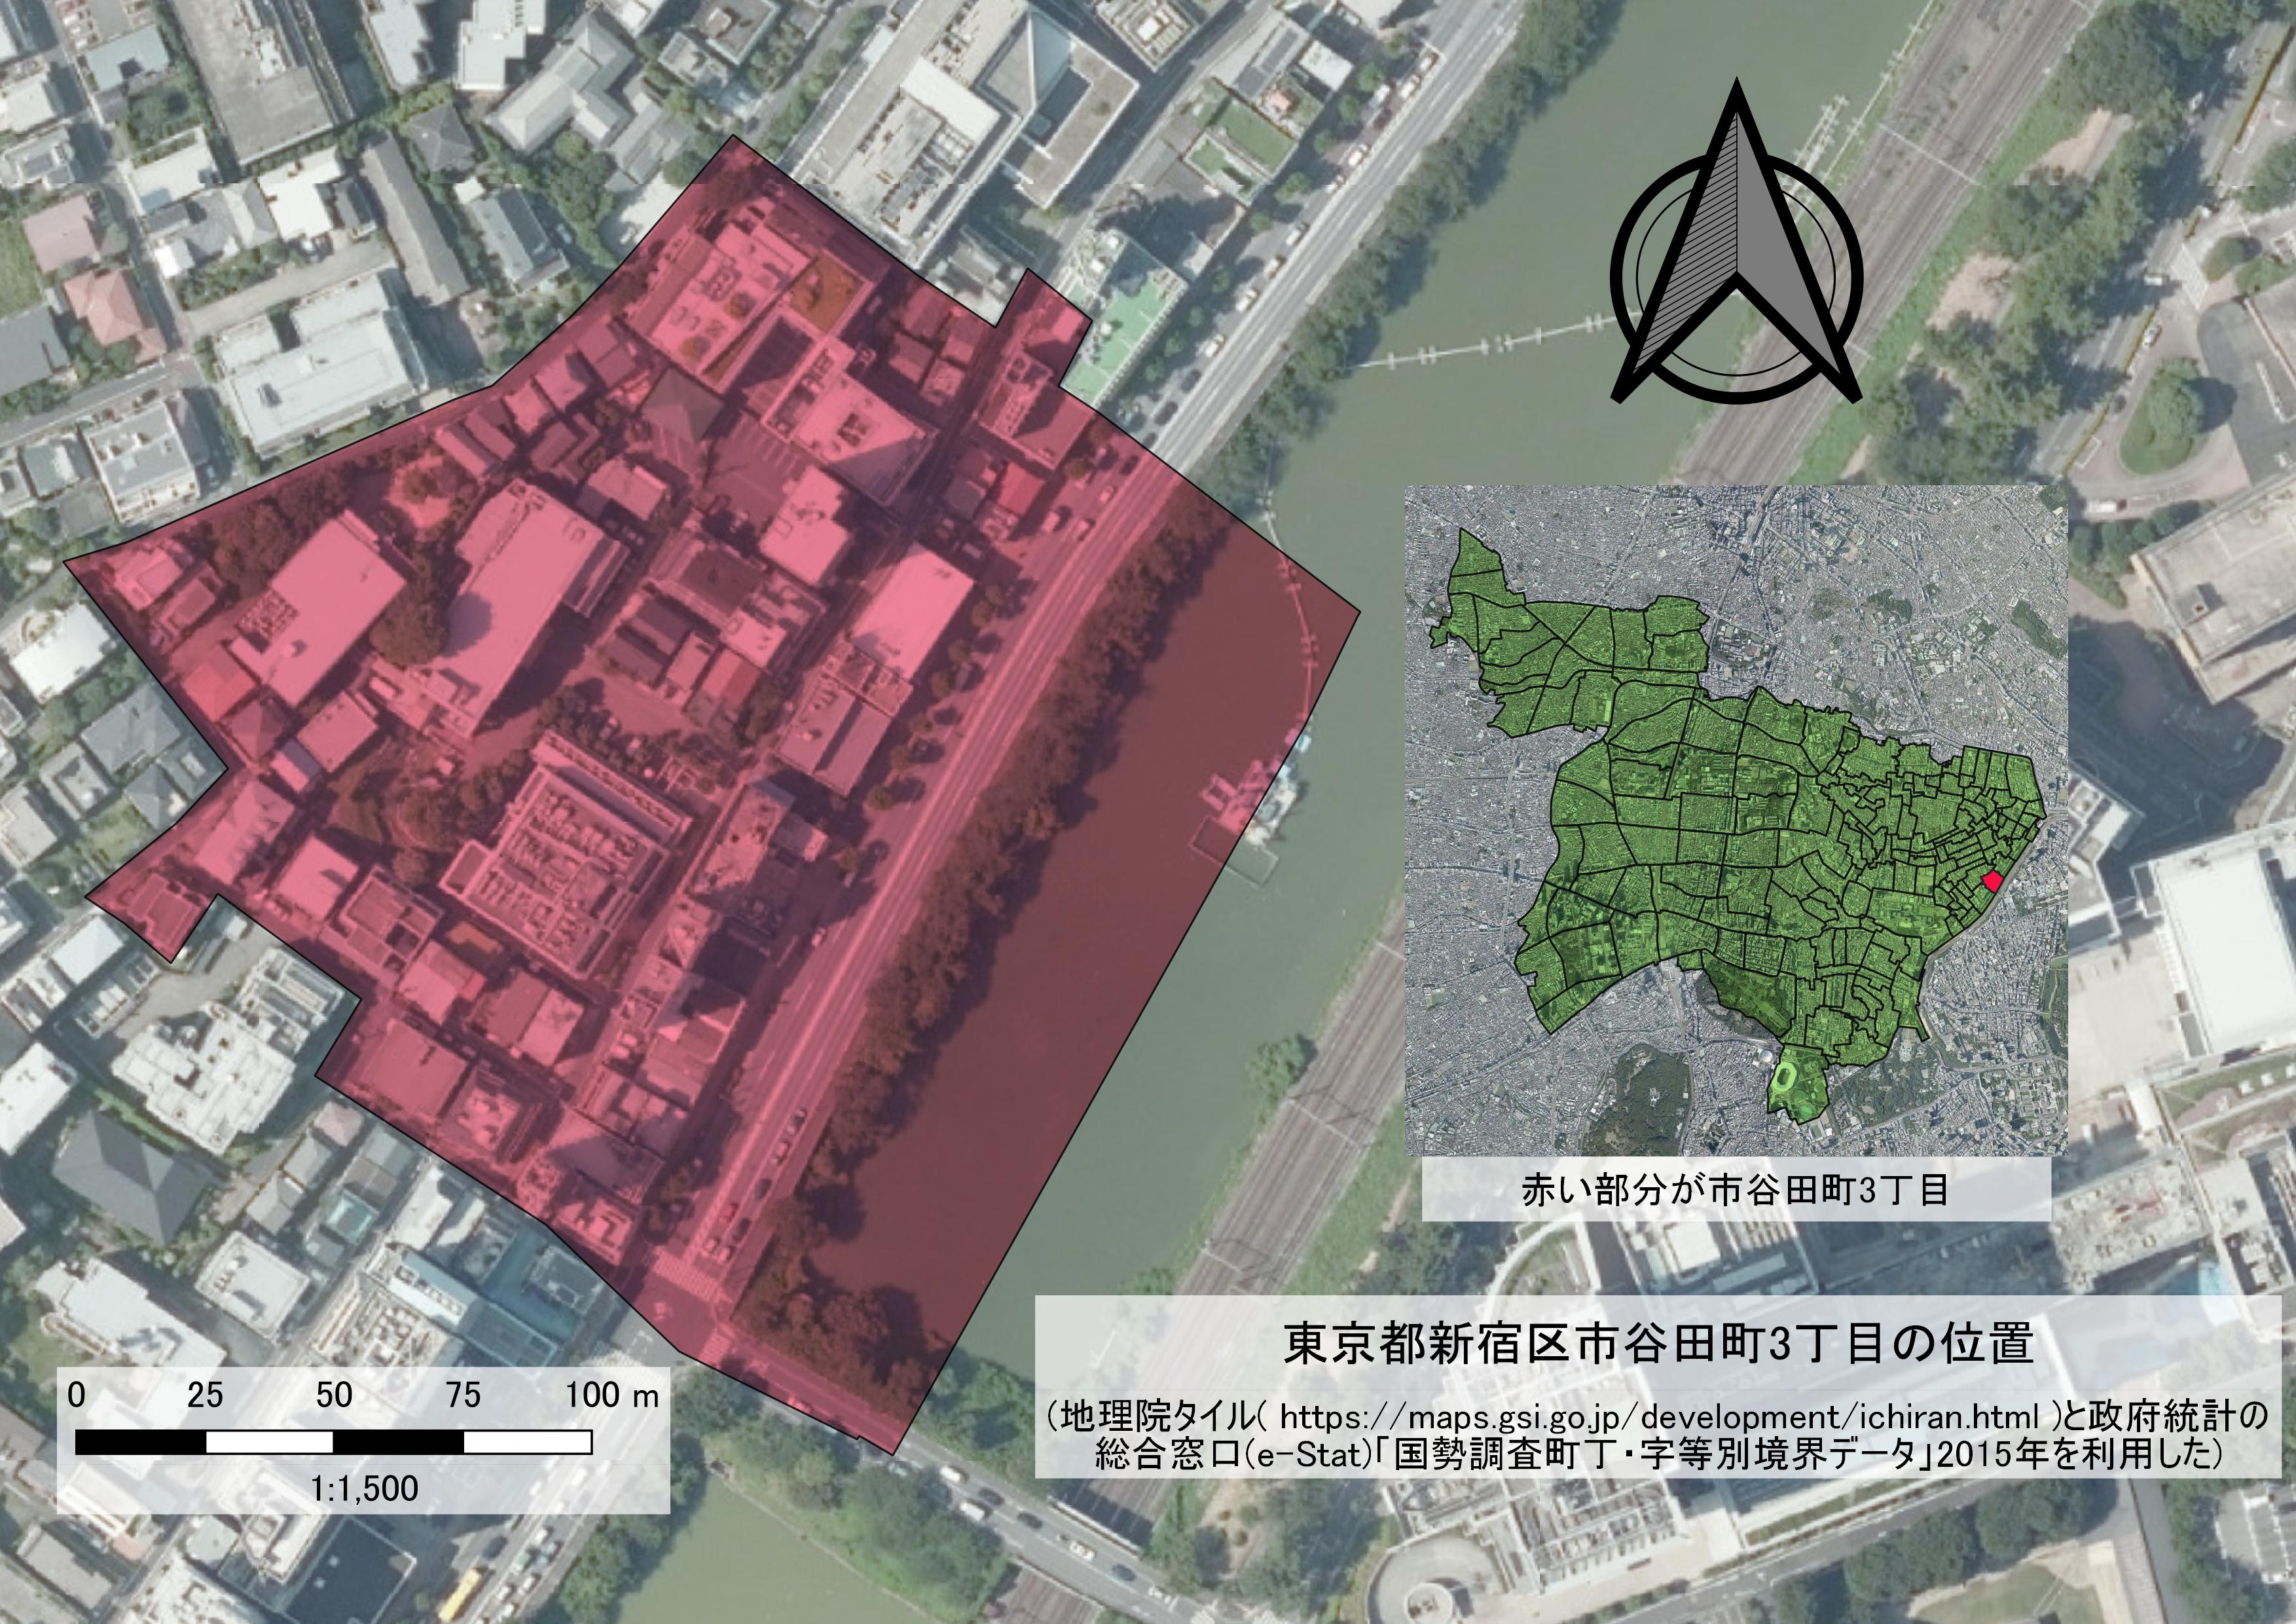 赤い部分が市谷田町3丁目
東京都新宿区市谷田町3丁目の位置
(地理院タイル( https://maps.gsi.go.jp/development/ichiran.html )と政府統計の
総合窓口(e-Stat)「国勢調査町丁・字等別境界データ」2015年を利用した)
0 25 50 75 100 m
1:1,500